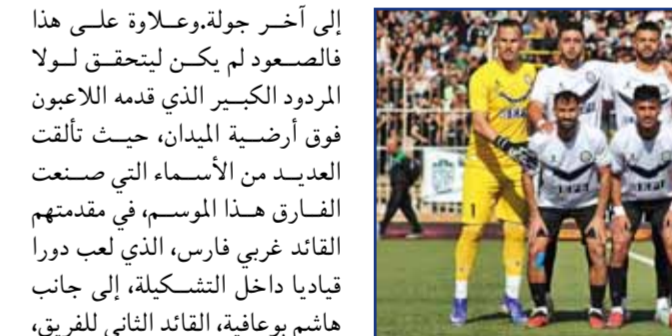 إلى آخر جولة.وعلاوة على هذا
فالصعود لم يكن ليتحقق لولا
المردود الكبير الذي قدمه اللاعبون
فوق أرضية الميدان، حيث تألقت
العديد من الأسماء التي صنعت
الفارق هذا الموسم، في مقدمتهم
القائد غربي فارس، الذي لعب دورا
قياديا داخل التشكيلة، إلى جانب
هاشم بوعافية، القائد الثاني للفريق،